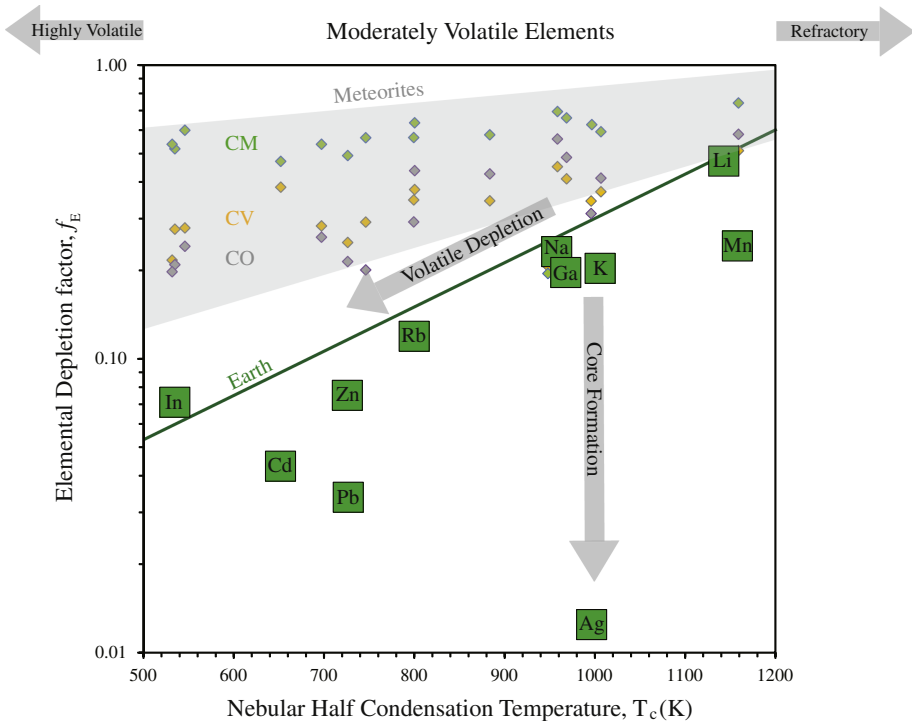 Highly Volatile
Moderately Volatile Elements
Refractory
1.00
0.10
0.01
Elemental Depletion factor, fE
Meteorites
CM
CV
CO
Volatile Depletion
Earth
Core Formation
Li
Mn
Na
Ga
K
Rb
Zn
In
Cd
Pb
Ag
500
600
700
800
900
1000
1100
1200
Nebular Half Condensation Temperature, Tc(K)